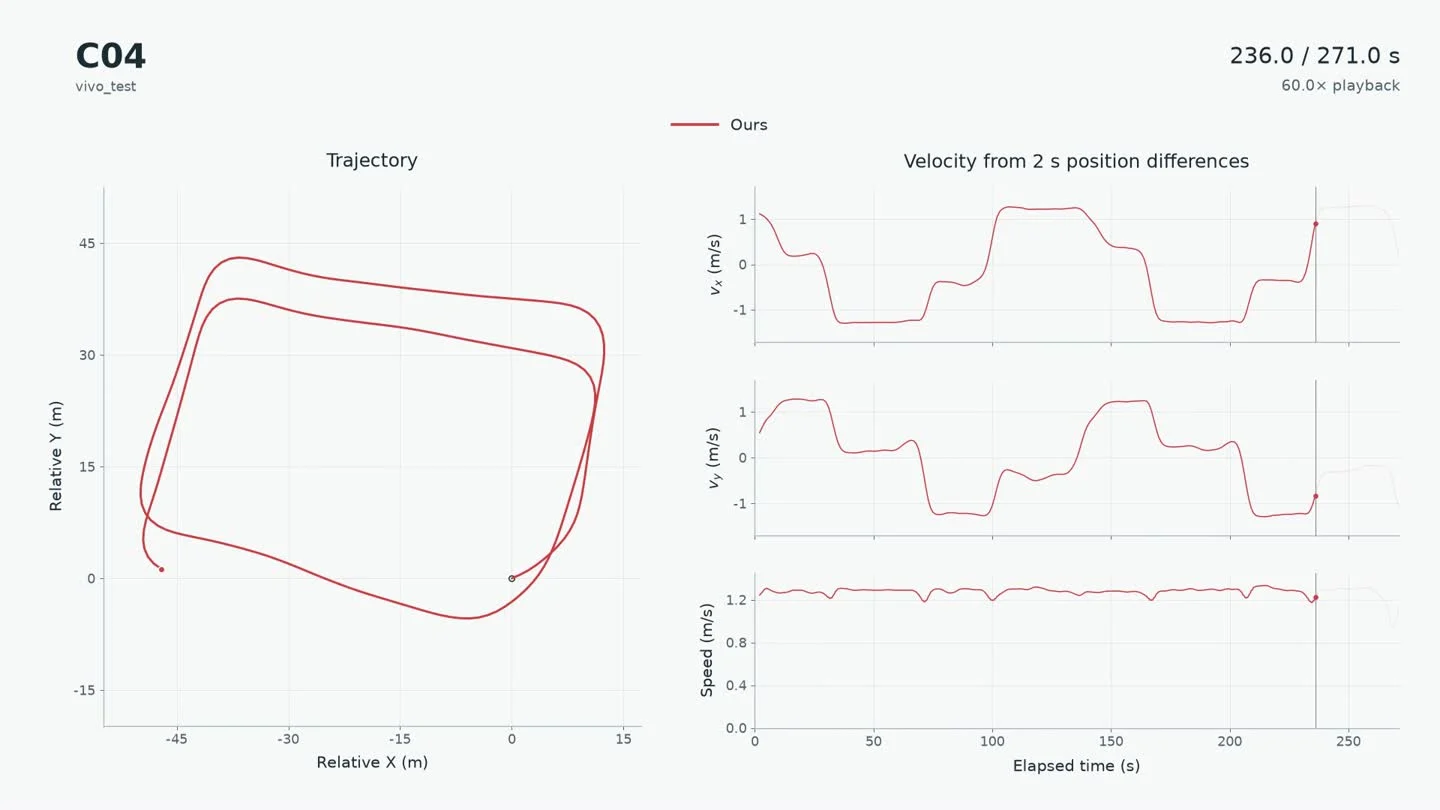 C04
vivo_test
236.0 / 271.0 s
60.0× playback
Ours
Trajectory
45
30
15
0
-15
-45
-30
-15
0
15
Relative Y (m)
Relative X (m)
Velocity from 2 s position differences
1
0
-1
vₓ (m/s)
1
0
-1
v_y (m/s)
1.2
0.8
0.4
0.0
Speed (m/s)
0
50
100
150
200
250
Elapsed time (s)